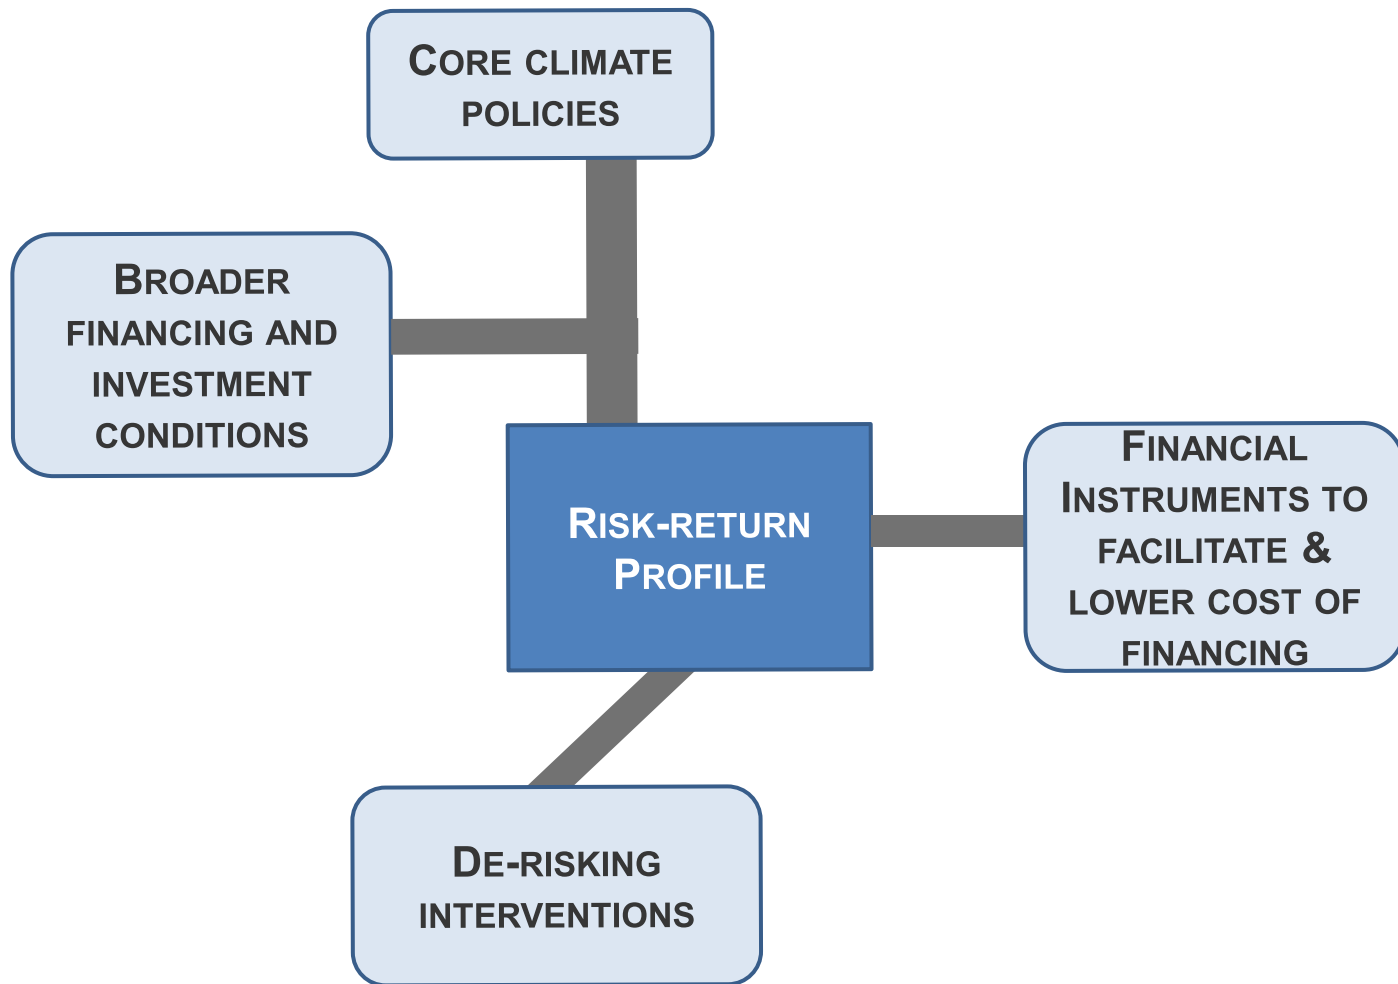 Core climate
policies
Broader
financing and
investment
conditions
Risk-return
Profile
Financial
Instruments to
facilitate &
lower cost of
financing
De-risking
interventions